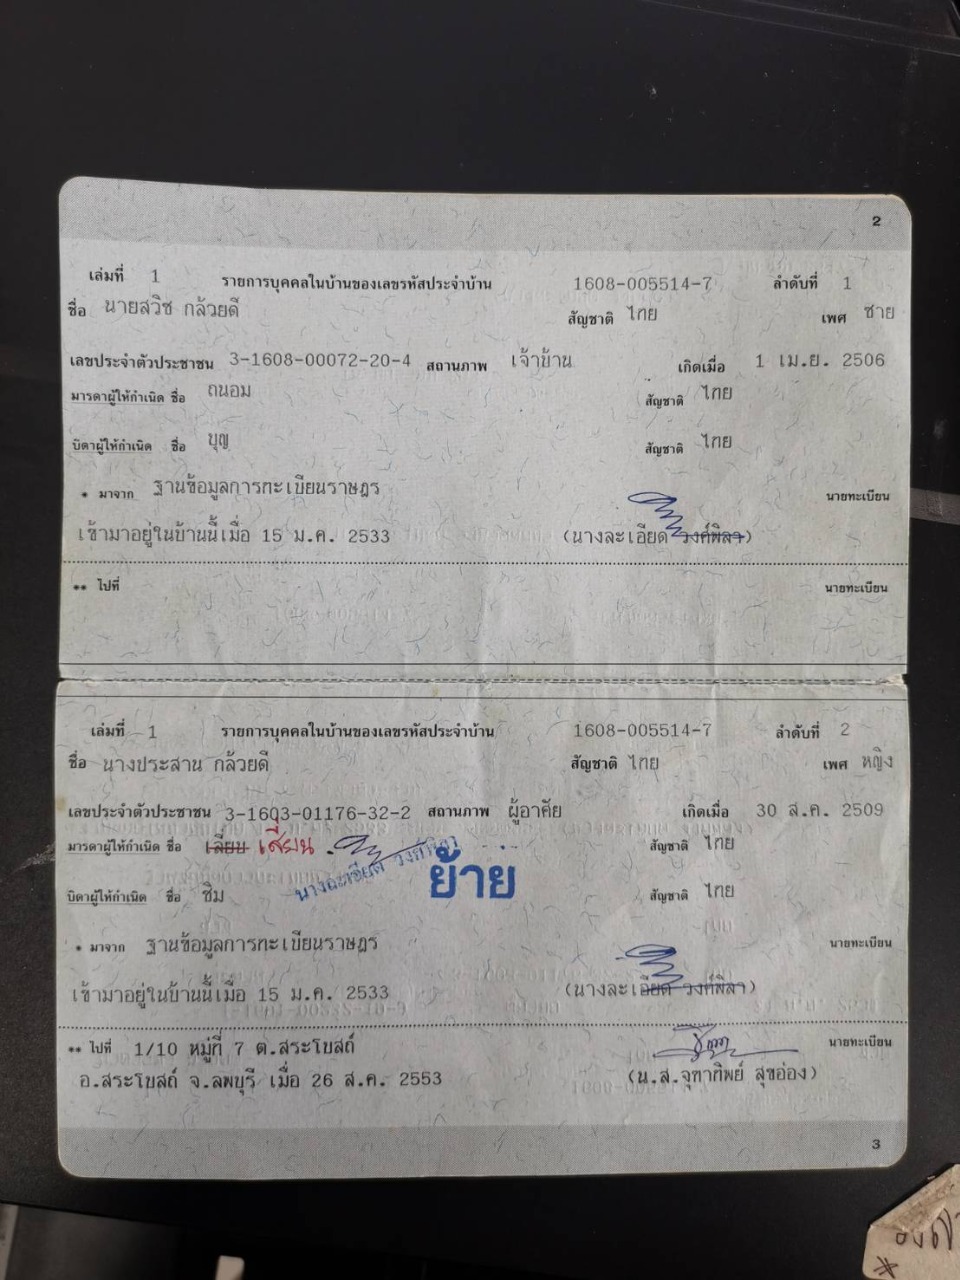 2
เล่มที่ 1 รายการบุคคลในบ้านของเลขรหัสประจำบ้าน 1608-005514-7 ลำดับที่ 1
ชื่อ นายสวิช กล้วยดี สัญชาติ ไทย เพศ ชาย
เลขประจำตัวประชาชน 3-1608-00072-20-4 สถานภาพ เจ้าบ้าน เกิดเมื่อ 1 เม.ย. 2506
มารดาผู้ให้กำเนิด ชื่อ ถนอม สัญชาติ ไทย
บิดาผู้ให้กำเนิด ชื่อ บุญ สัญชาติ ไทย
* มาจาก ฐานข้อมูลการทะเบียนราษฎร นายทะเบียน
เข้ามาอยู่ในบ้านนี้เมื่อ 15 ม.ค. 2533 (นางละเอียด วงศ์พิลา)
** ไปที่ นายทะเบียน
เล่มที่ 1 รายการบุคคลในบ้านของเลขรหัสประจำบ้าน 1608-005514-7 ลำดับที่ 2
ชื่อ นางประสาน กล้วยดี สัญชาติ ไทย เพศ หญิง
เลขประจำตัวประชาชน 3-1603-01176-32-2 สถานภาพ ผู้อาศัย เกิดเมื่อ 30 ส.ค. 2509
มารดาผู้ให้กำเนิด ชื่อ เลี่ยน เสี่ยน สัญชาติ ไทย
นางละเอียด วงศ์พิลา
ย้าย
บิดาผู้ให้กำเนิด ชื่อ ชิม สัญชาติ ไทย
* มาจาก ฐานข้อมูลการทะเบียนราษฎร นายทะเบียน
เข้ามาอยู่ในบ้านนี้เมื่อ 15 ม.ค. 2533 (นางละเอียด วงศ์พิลา)
** ไปที่ 1/10 หมู่ที่ 7 ต.สระโบสถ์ นายทะเบียน
อ.สระโบสถ์ จ.ลพบุรี เมื่อ 26 ส.ค. 2553 (น.ส.จุฑาทิพย์ สุขอ่อง)
3